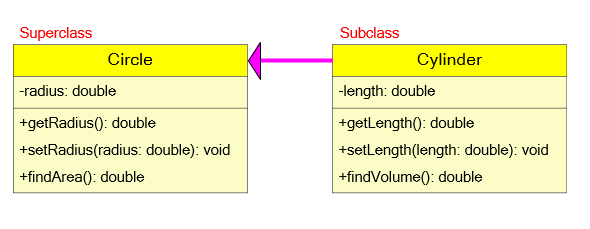 Superclass
Circle
-radius: double
+getRadius(): double
+setRadius(radius: double): void
+findArea(): double
Subclass
Cylinder
-length: double
+getLength(): double
+setLength(length: double): void
+findVolume(): double